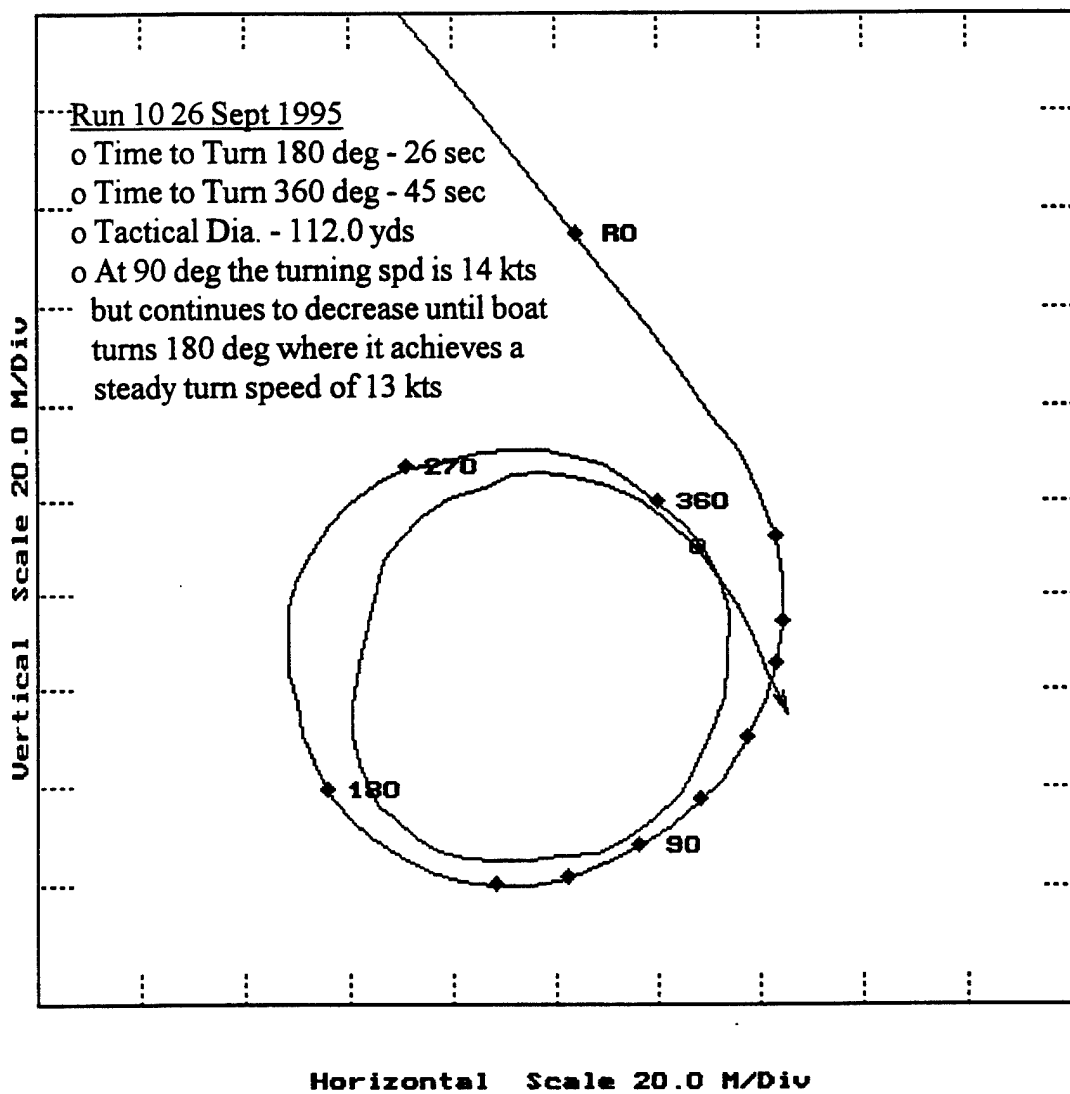 Run 10 26 Sept 1995
o Time to Turn 180 deg - 26 sec
o Time to Turn 360 deg - 45 sec
o Tactical Dia. - 112.0 yds
o At 90 deg the turning spd is 14 kts
but continues to decrease until boat
turns 180 deg where it achieves a
steady turn speed of 13 kts
RO
270
360
180
90
Vertical Scale 20.0 M/Div
Horizontal Scale 20.0 M/Div